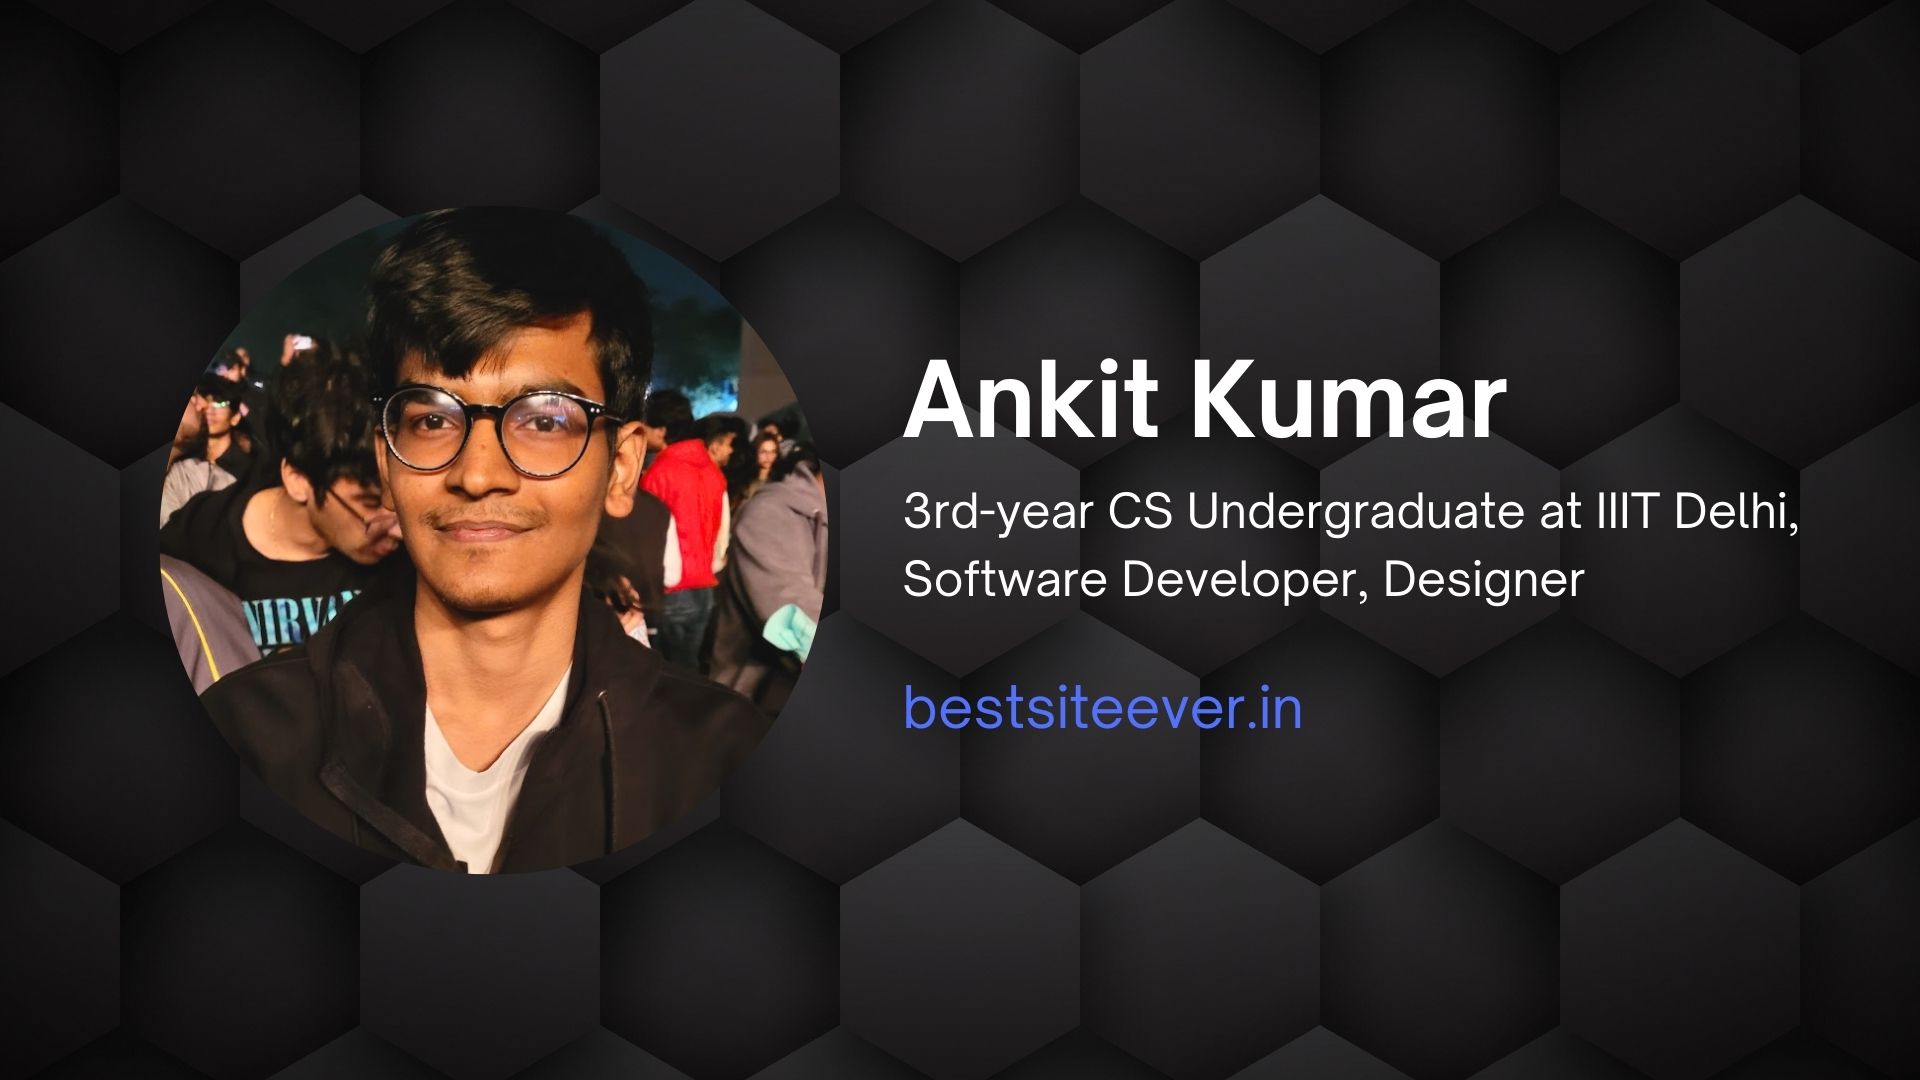 Ankit Kumar
3rd-year CS Undergraduate at IIIT Delhi,
Software Developer, Designer
bestsiteever.in